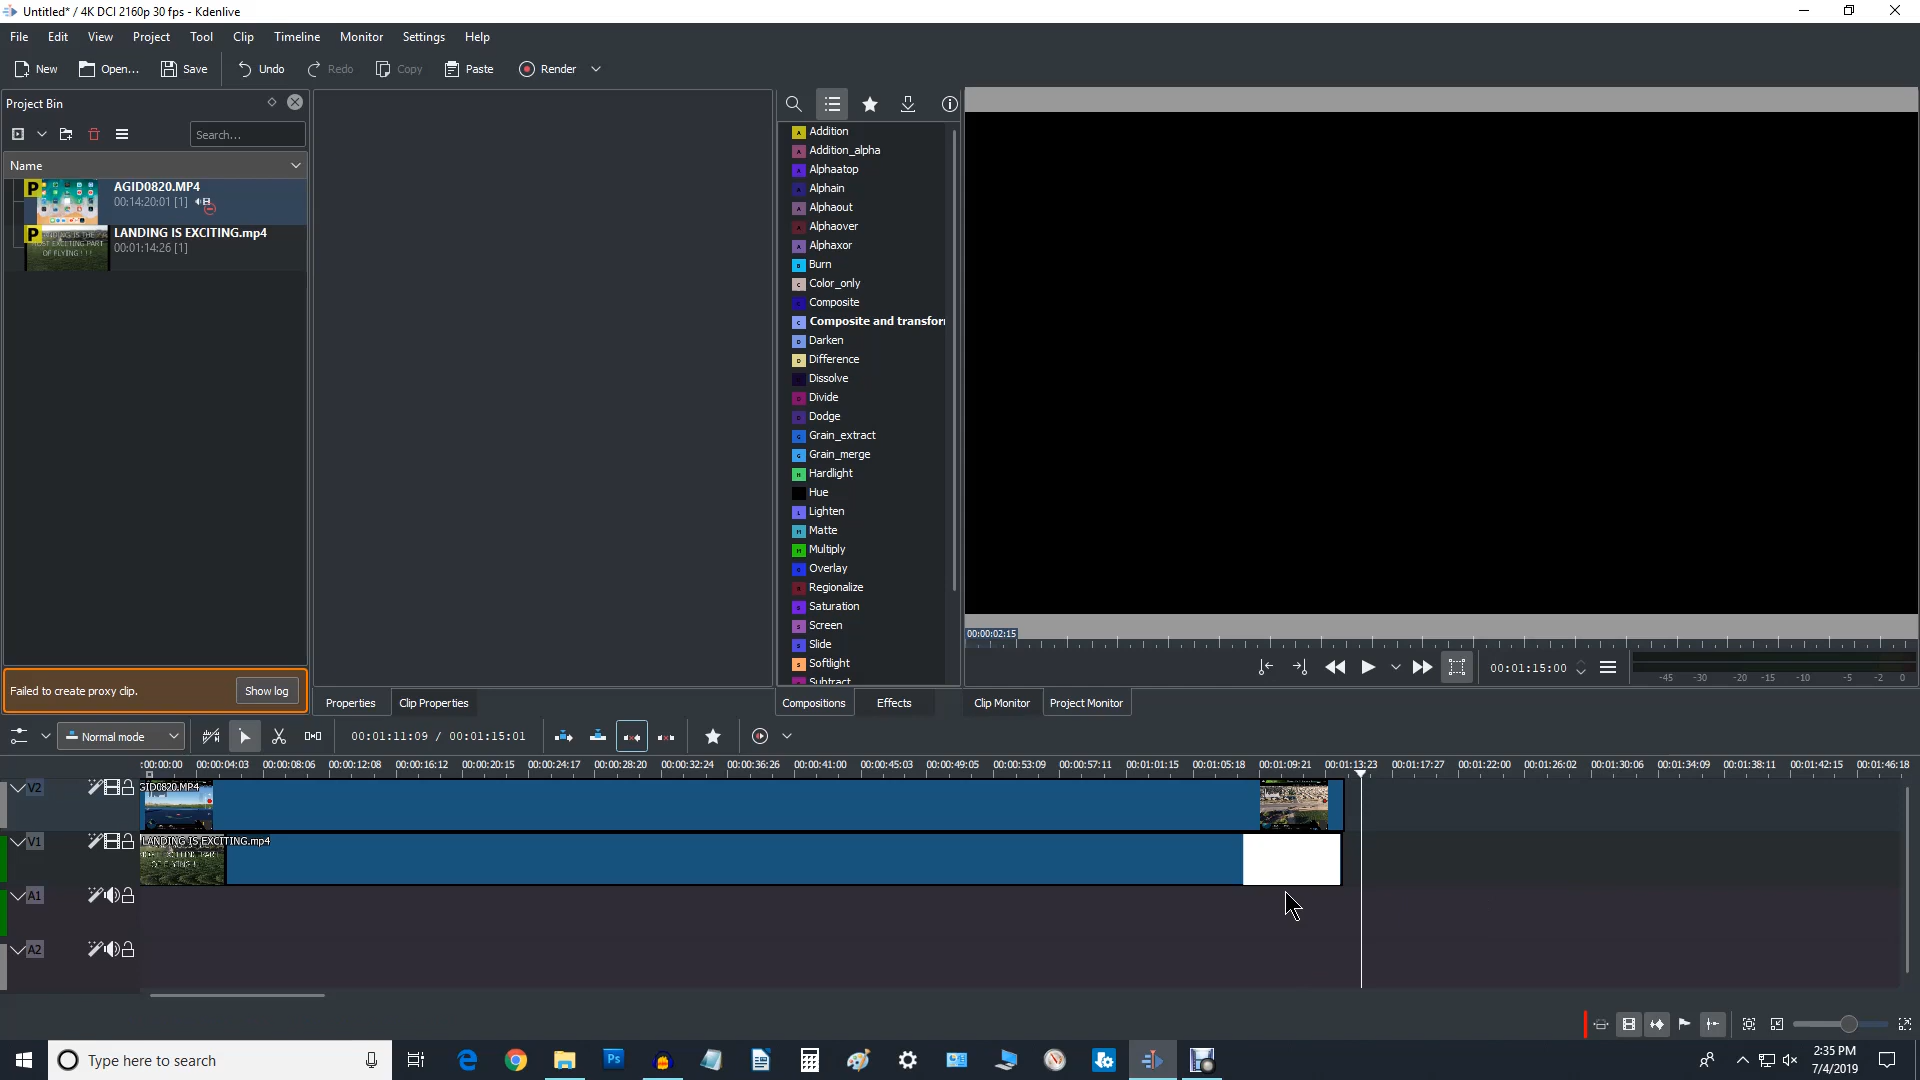 Untitled* / 4K DCI 2160p 30 fps - Kdenlive
File Edit View Project Tool Clip Timeline Monitor Settings Help
New Open... Save Undo Redo Copy Paste Render
Project Bin
Search...
Name
P AGID0820.MP4
00:14:20:01 [1]
P LANDING IS EXCITING.mp4
00:01:14:26 [1]
Failed to create proxy clip. Show log
Properties Clip Properties
Addition
Addition_alpha
Alphaatop
Alphain
Alphaout
Alphaover
Alphaxor
Burn
Color_only
Composite
Composite and transform
Darken
Difference
Dissolve
Divide
Dodge
Grain_extract
Grain_merge
Hardlight
Hue
Lighten
Matte
Multiply
Overlay
Regionalize
Saturation
Screen
Slide
Softlight
Subtract
Compositions Effects
00:00:02:15
00:01:15:00
-45 -30 -20 -15 -10 -5 -2 0
Clip Monitor Project Monitor
Normal mode 00:01:11:09 / 00:01:15:01
:00:00:00 00:00:04:03 00:00:08:06 00:00:12:08 00:00:16:12 00:00:20:15 00:00:24:17 00:00:28:20 00:00:32:24 00:00:36:26 00:00:41:00 00:00:45:03 00:00:49:05 00:00:53:09 00:00:57:11 00:01:01:15 00:01:05:18 00:01:09:21 00:01:13:23 00:01:17:27 00:01:22:00 00:01:26:02 00:01:30:06 00:01:34:09 00:01:38:11 00:01:42:15 00:01:46:18
V2 GID0820.MP4
V1 LANDING IS EXCITING.mp4
A1
A2
Type here to search
Ps
2:35 PM
7/4/2019